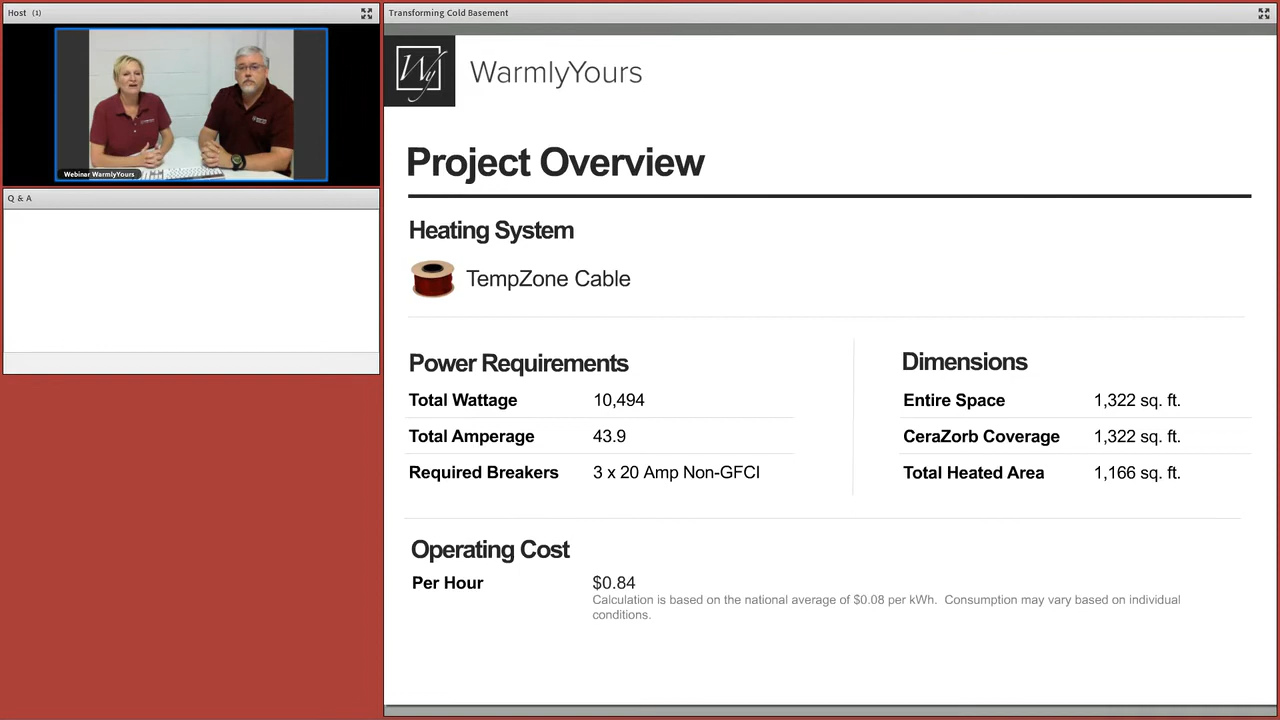 Host (1)
Webinar WarmlyYours
Q & A
Transforming Cold Basement
Wy WarmlyYours
Project Overview
Heating System
TempZone Cable
Power Requirements
Total Wattage 10,494
Total Amperage 43.9
Required Breakers 3 x 20 Amp Non-GFCI
Dimensions
Entire Space 1,322 sq. ft.
CeraZorb Coverage 1,322 sq. ft.
Total Heated Area 1,166 sq. ft.
Operating Cost
Per Hour $0.84
Calculation is based on the national average of $0.08 per kWh. Consumption may vary based on individual
conditions.